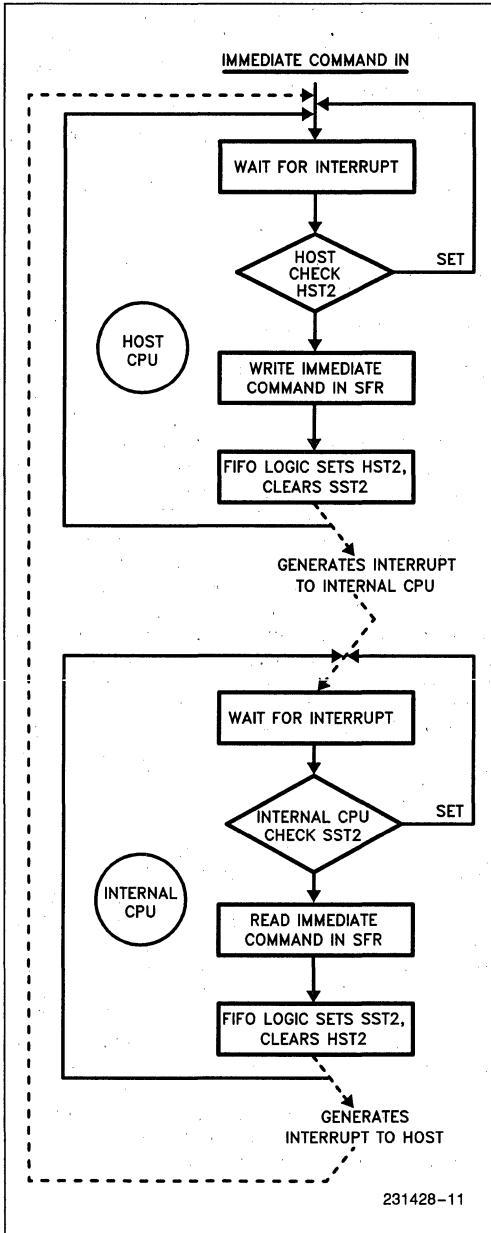 IMMEDIATE COMMAND IN
WAIT FOR INTERRUPT
HOST
CHECK
HST2
SET
HOST
CPU
WRITE IMMEDIATE
COMMAND IN SFR
FIFO LOGIC SETS HST2,
CLEARS SST2
GENERATES INTERRUPT
TO INTERNAL CPU
WAIT FOR INTERRUPT
INTERNAL CPU
CHECK SST2
SET
INTERNAL
CPU
READ IMMEDIATE
COMMAND IN SFR
FIFO LOGIC SETS SST2,
CLEARS HST2
GENERATES
INTERRUPT TO HOST
231428-11